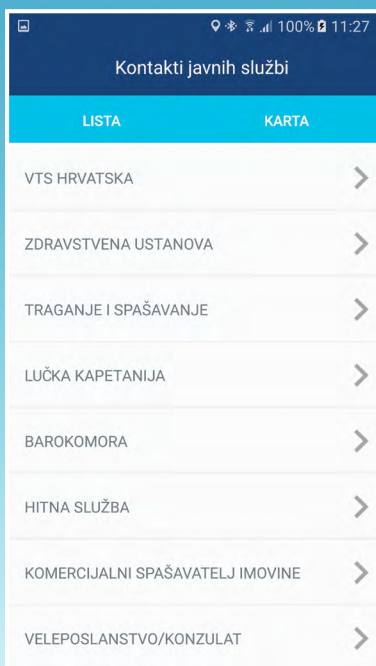 100% 11:27
Kontakti javnih službi
LISTA KARTA
VTS HRVATSKA
ZDRAVSTVENA USTANOVA
TRAGANJE I SPAŠAVANJE
LUČKA KAPETANIJA
BAROKOMORA
HITNA SLUŽBA
KOMERCIJALNI SPAŠAVATELJ IMOVINE
VELEPOSLANSTVO/KONZULAT